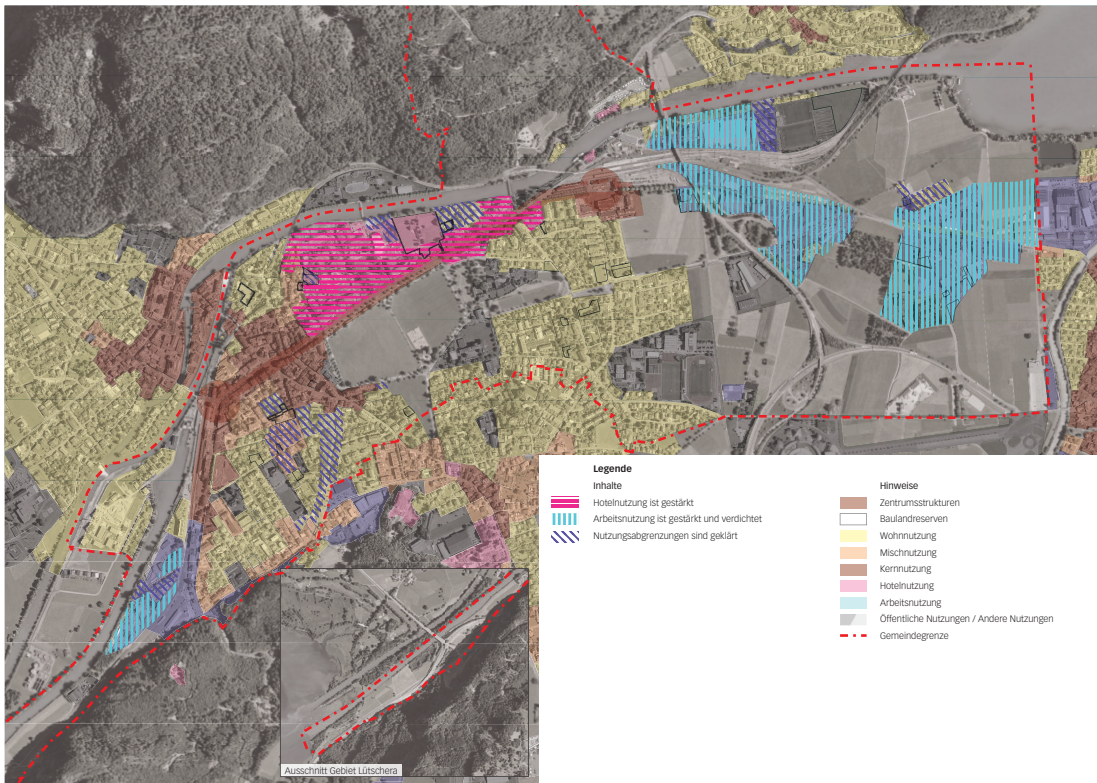 Legende
Inhalte
Hotelnutzung ist gestärkt
Arbeitsnutzung ist gestärkt und verdichtet
Nutzungsabgrenzungen sind geklärt
Hinweise
Zentrumsstrukturen
Baulandreserven
Wohnnutzung
Mischnutzung
Kernnutzung
Hotelnutzung
Arbeitsnutzung
Öffentliche Nutzungen / Andere Nutzungen
Gemeindegrenze
Ausschnitt Gebiet Lütschera